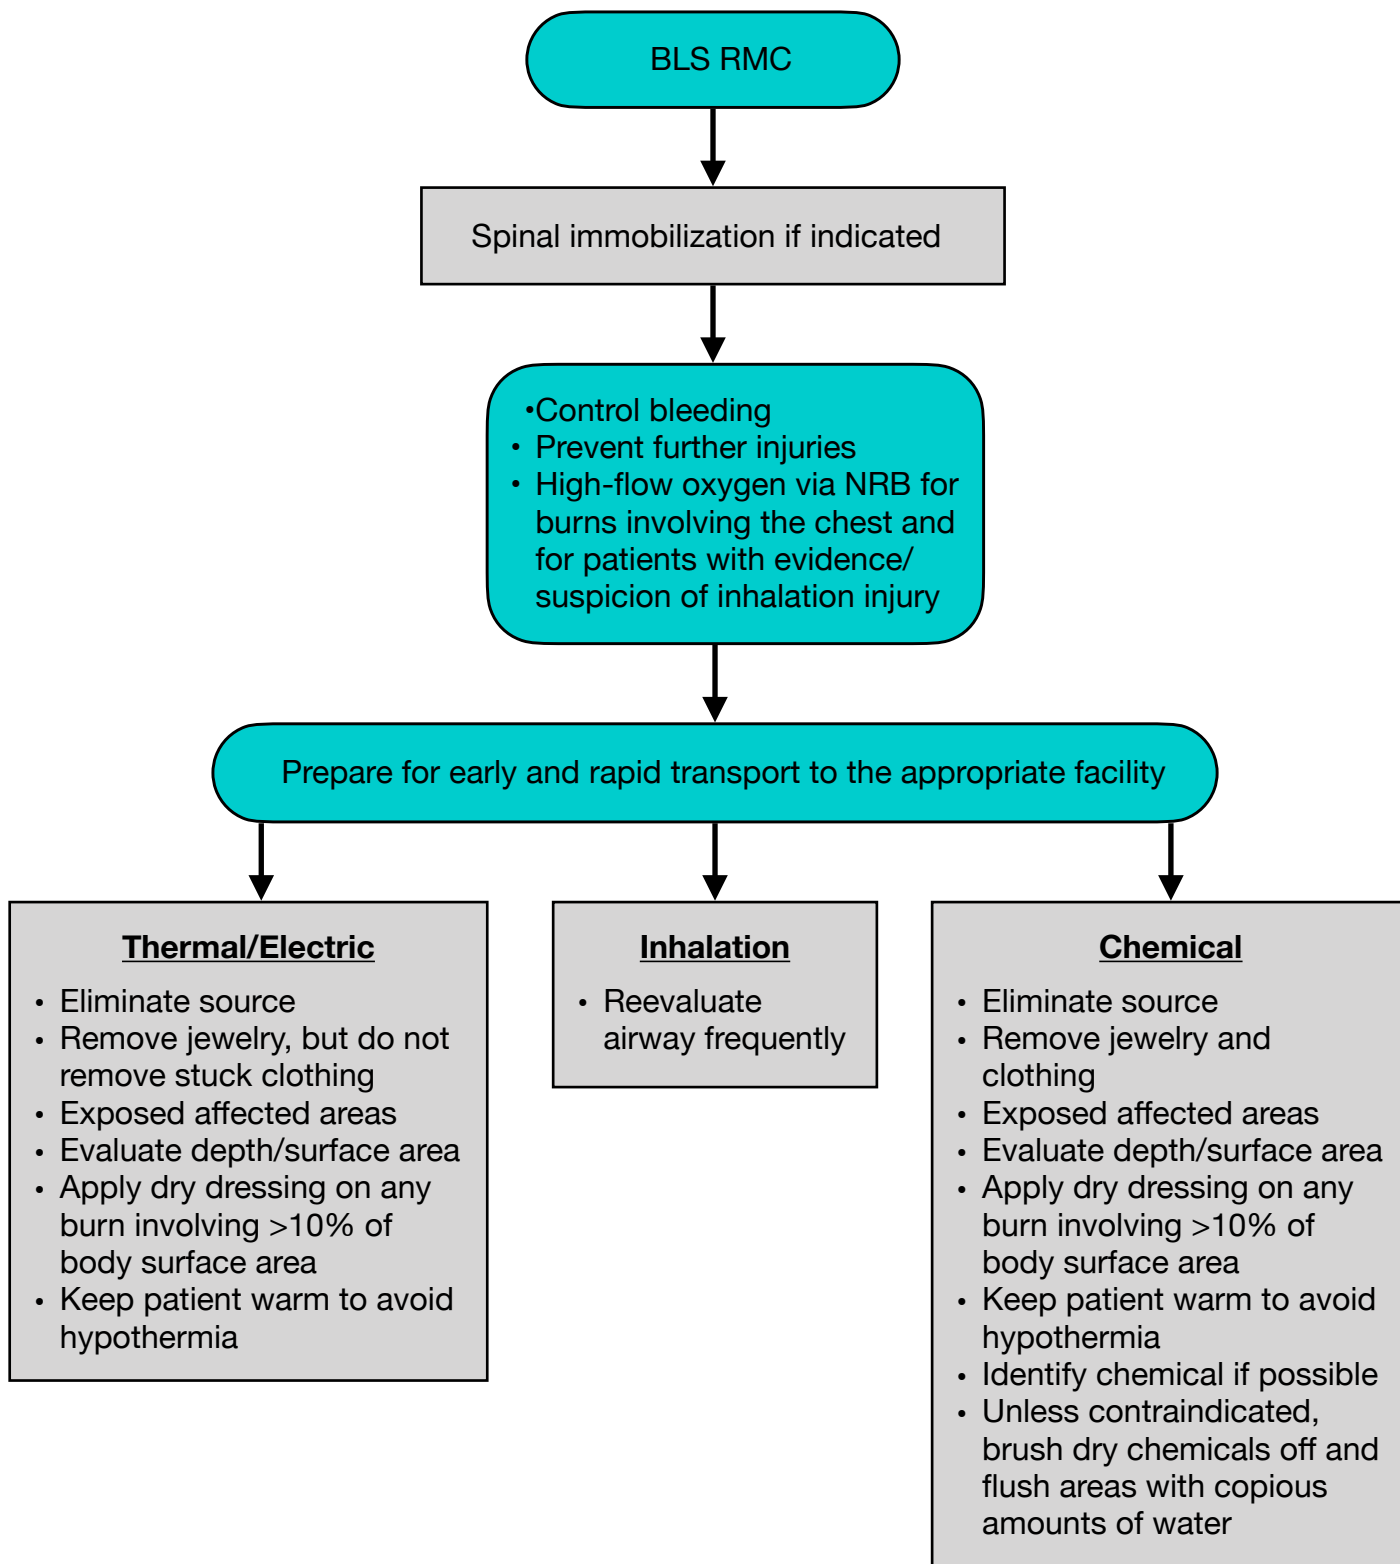 BLS RMC
Spinal immobilization if indicated
•Control bleeding
• Prevent further injuries
• High-flow oxygen via NRB for
burns involving the chest and
for patients with evidence/
suspicion of inhalation injury
Prepare for early and rapid transport to the appropriate facility
Thermal/Electric
• Eliminate source
• Remove jewelry, but do not
remove stuck clothing
• Exposed affected areas
• Evaluate depth/surface area
• Apply dry dressing on any
burn involving >10% of
body surface area
• Keep patient warm to avoid
hypothermia
Inhalation
• Reevaluate
airway frequently
Chemical
• Eliminate source
• Remove jewelry and
clothing
• Exposed affected areas
• Evaluate depth/surface area
• Apply dry dressing on any
burn involving >10% of
body surface area
• Keep patient warm to avoid
hypothermia
• Identify chemical if possible
• Unless contraindicated,
brush dry chemicals off and
flush areas with copious
amounts of water